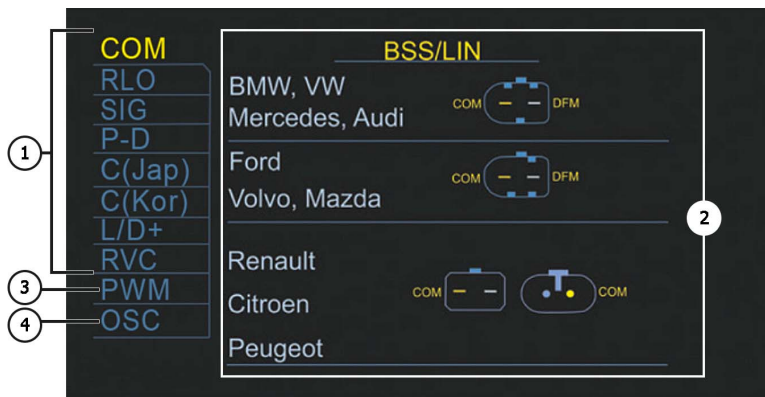 COM
RLO
SIG
P-D
C(Jap)
C(Kor)
L/D+
RVC
PWM
OSC
BSS/LIN
BMW, VW
Mercedes, Audi
COM DFM
Ford
Volvo, Mazda
COM DFM
Renault
Citroen
Peugeot
COM COM
1
2
3
4